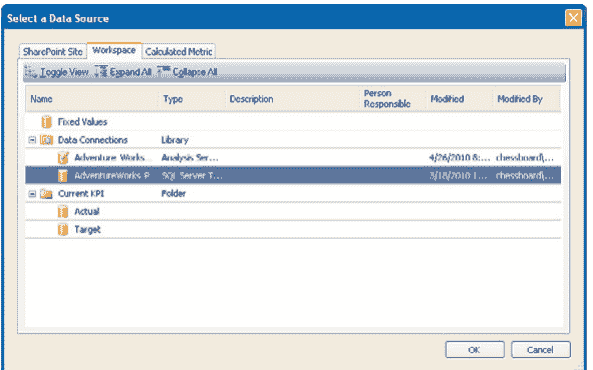 Select a Data Source
SharePoint Site Workspace Calculated Metric
Toggle View Expand All Collapse All
Name Type Description Person Responsible Modified Modified By
Fixed Values
Data Connections Library
Adventure Works... Analysis Ser... 4/26/2010 8:... chessboard\...
AdventureWorks P SQL Server T... 3/18/2010 1... chessboard\...
Current KPI Folder
Actual
Target
OK Cancel